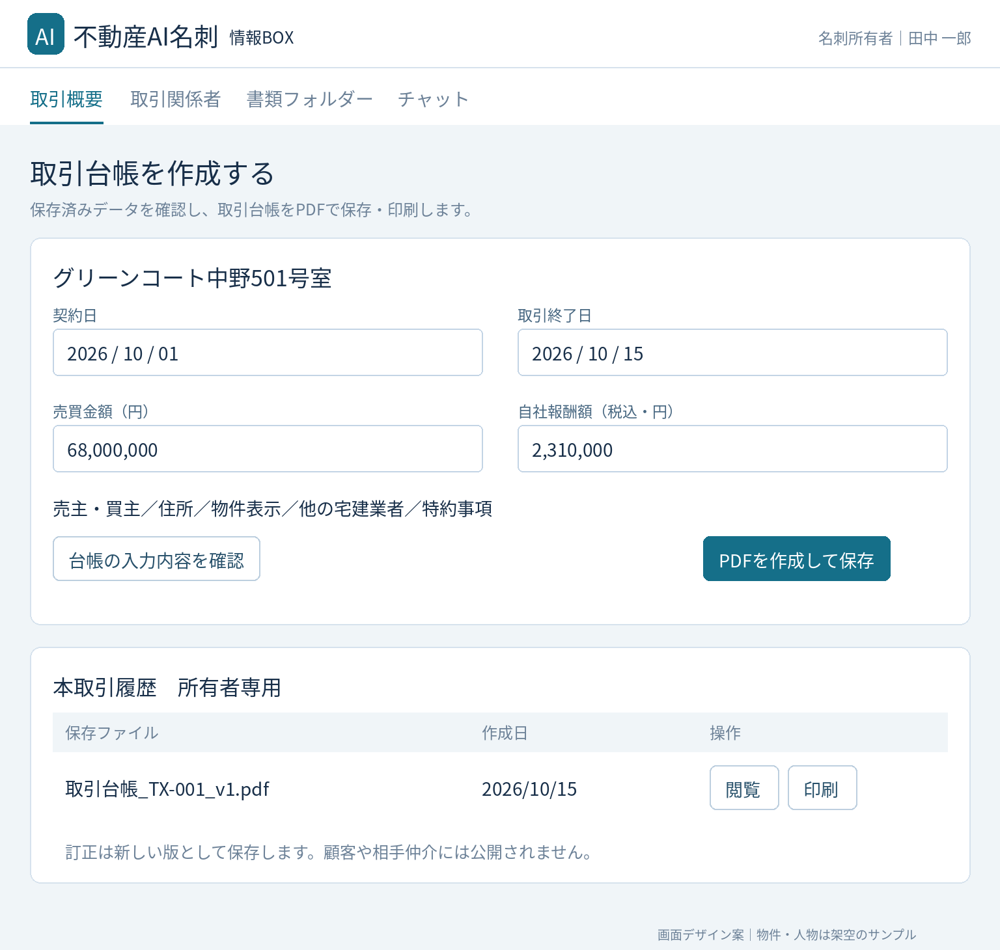 AI 不動産AI名刺 情報BOX 名刺所有者｜田中 一郎
取引概要 取引関係者 書類フォルダー チャット
取引台帳を作成する
保存済みデータを確認し、取引台帳をPDFで保存・印刷します。
グリーンコート中野501号室
契約日 取引終了日
2026 / 10 / 01 2026 / 10 / 15
売買金額（円） 自社報酬額（税込・円）
68,000,000 2,310,000
売主・買主／住所／物件表示／他の宅建業者／特約事項
台帳の入力内容を確認 PDFを作成して保存
本取引履歴　所有者専用
保存ファイル 作成日 操作
取引台帳_TX-001_v1.pdf 2026/10/15 閲覧 印刷
訂正は新しい版として保存します。顧客や相手仲介には公開されません。
画面デザイン案｜物件・人物は架空のサンプル